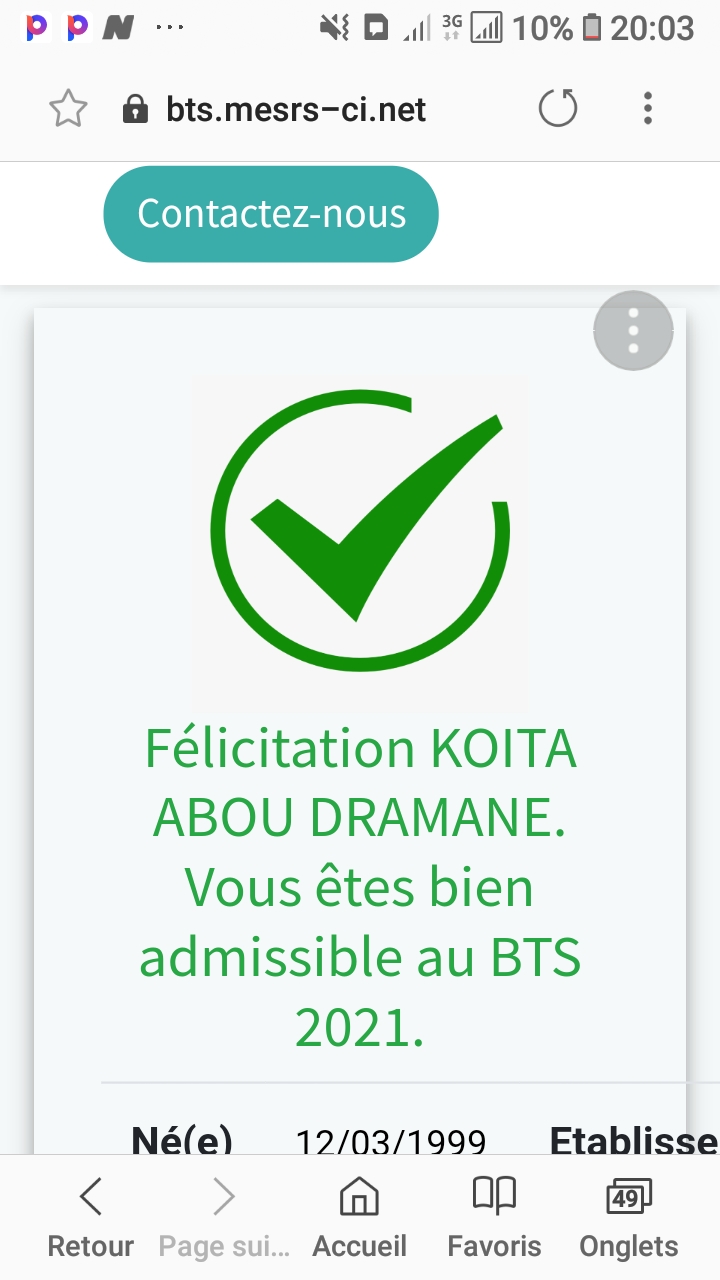 3G 10% 20:03
bts.mesrs-ci.net
Contactez-nous
Félicitation KOITA
ABOU DRAMANE.
Vous êtes bien
admissible au BTS
2021.
Né(e) 12/03/1999 Etablisse
49
Retour Page sui... Accueil Favoris Onglets